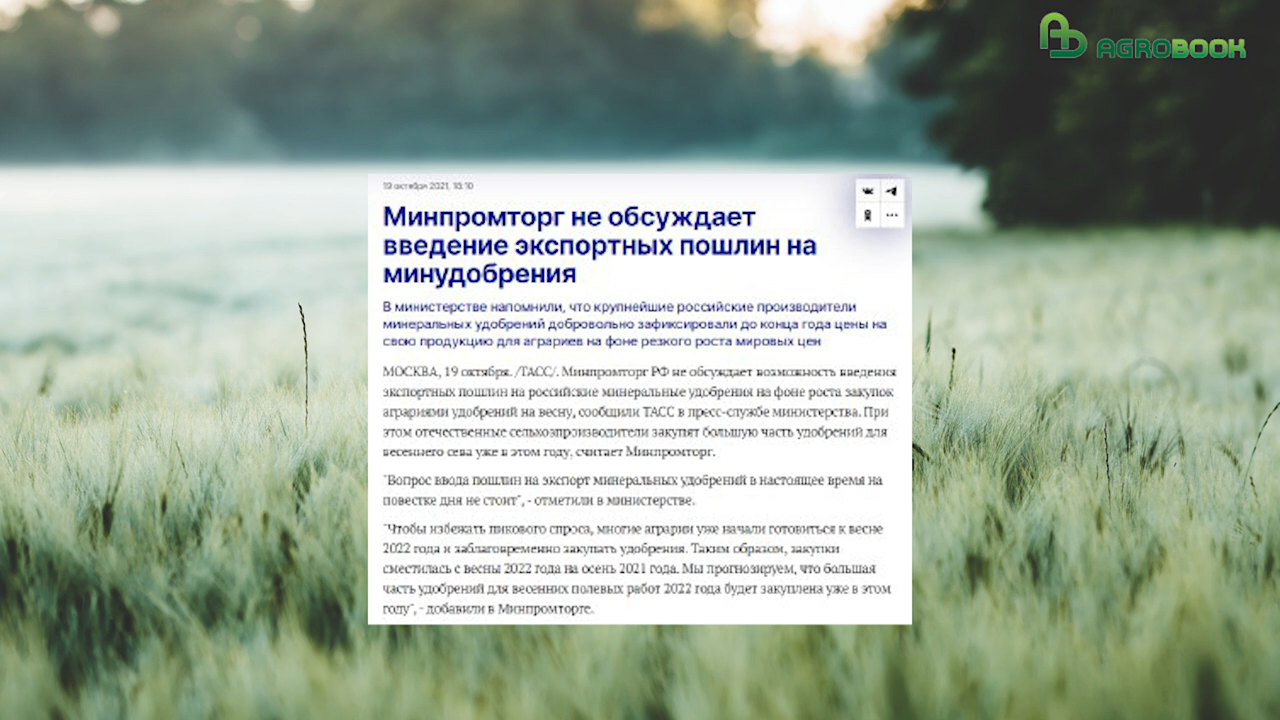 AGROBOOK
19 октября 2021, 18:10
Минпромторг не обсуждает
введение экспортных пошлин на
минудобрения
В министерстве напомнили, что крупнейшие российские производители
минеральных удобрений добровольно зафиксировали до конца года цены на
свою продукцию для аграриев на фоне резкого роста мировых цен
МОСКВА, 19 октября. /ТАСС/. Минпромторг РФ не обсуждает возможность введения
экспортных пошлин на российские минеральные удобрения на фоне роста закупок
аграриями удобрений на весну, сообщили ТАСС в пресс-службе министерства. При
этом отечественные сельхозпроизводители закупят большую часть удобрений для
весеннего сева уже в этом году, считает Минпромторг.
"Вопрос ввода пошлин на экспорт минеральных удобрений в настоящее время на
повестке дня не стоит", - отметили в министерстве.
"Чтобы избежать пикового спроса, многие аграрии уже начали готовиться к весне
2022 года и заблаговременно закупать удобрения. Таким образом, закупки
сместилась с весны 2022 года на осень 2021 года. Мы прогнозируем, что большая
часть удобрений для весенних полевых работ 2022 года будет закуплена уже в этом
году", - добавили в Минпромторге.